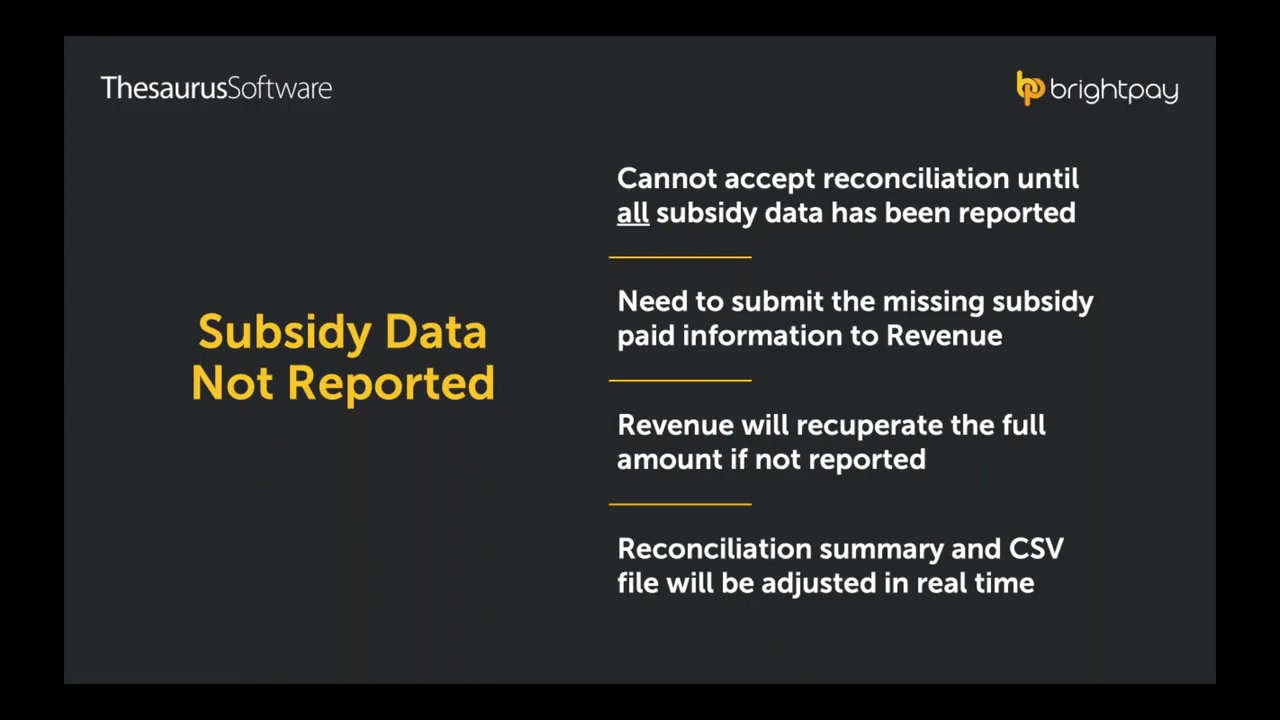 ThesaurusSoftware
brightpay
Subsidy Data
Not Reported
Cannot accept reconciliation until
all subsidy data has been reported
Need to submit the missing subsidy
paid information to Revenue
Revenue will recuperate the full
amount if not reported
Reconciliation summary and CSV
file will be adjusted in real time